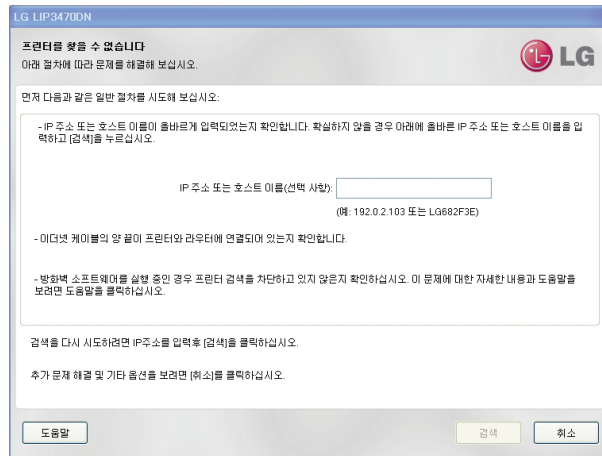 LG LIP3470DN
프린터를 찾을 수 없습니다
아래 절차에 따라 문제를 해결해 보십시오.
LG
먼저 다음과 같은 일반 절차를 시도해 보십시오:
- IP 주소 또는 호스트 이름이 올바르게 입력되었는지 확인합니다. 확실하지 않을 경우 아래에 올바른 IP 주소 또는 호스트 이름을 입
력하고 [검색]을 누르십시오.
IP 주소 또는 호스트 이름(선택 사항):
(예: 192.0.2.103 또는 LG682F3E)
- 이더넷 케이블의 양 끝이 프린터와 라우터에 연결되어 있는지 확인합니다.
- 방화벽 소프트웨어를 실행 중인 경우 프린터 검색을 차단하고 있지 않은지 확인하십시오. 이 문제에 대한 자세한 내용과 도움말을
보려면 도움말을 클릭하십시오.
검색을 다시 시도하려면 IP주소를 입력후 [검색]을 클릭하십시오.
추가 문제 해결 및 기타 옵션을 보려면 [취소]를 클릭하십시오.
도움말
검색
취소